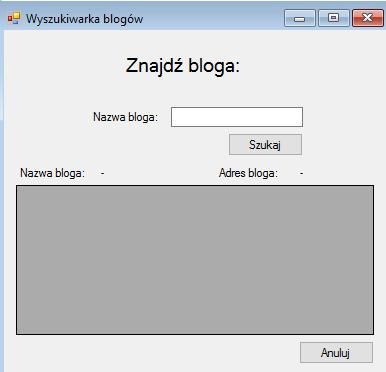 Wyszukiwarka blogów
Znajdź bloga:
Nazwa bloga:
Szukaj
Nazwa bloga: - Adres bloga: -
Anuluj